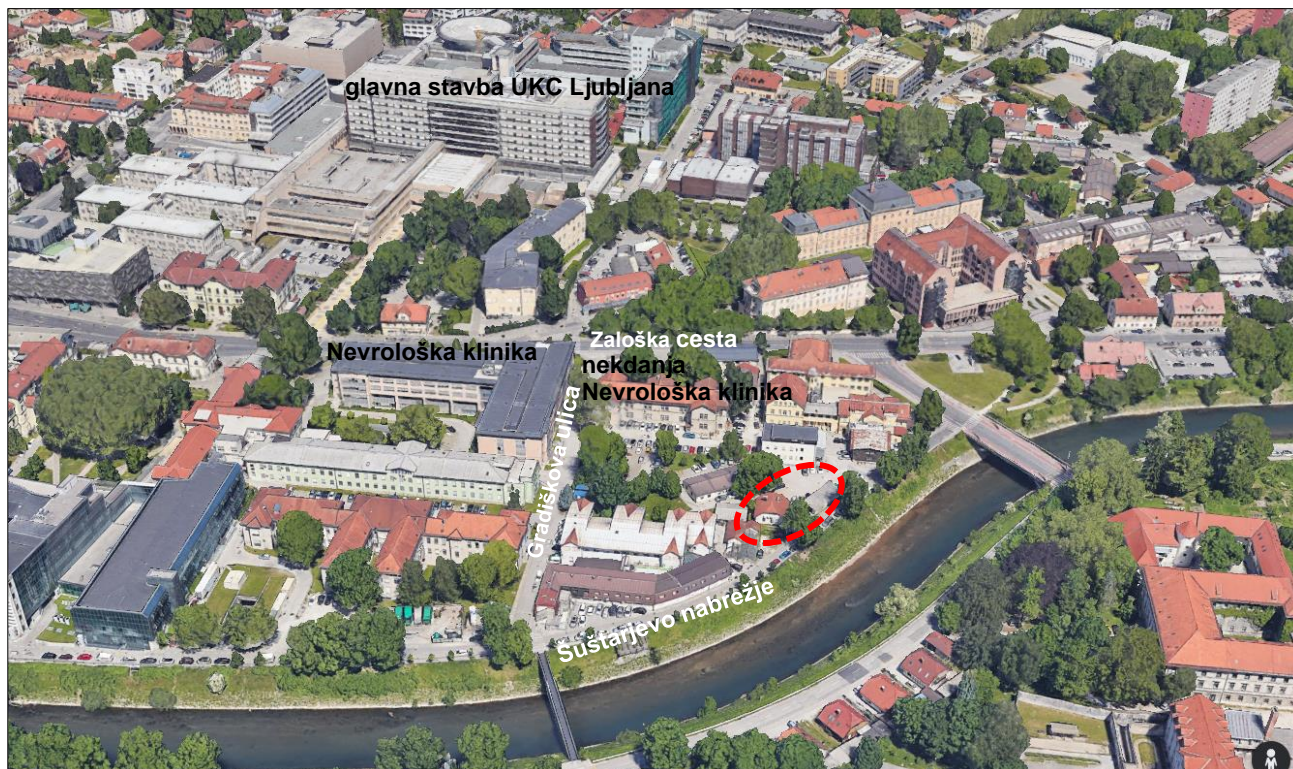 glavna stavba UKC Ljubljana
Nevrološka klinika
Zaloška cesta
nekdanja
Nevrološka klinika
Gradiškova ulica
Šuštarjevo nabrežje